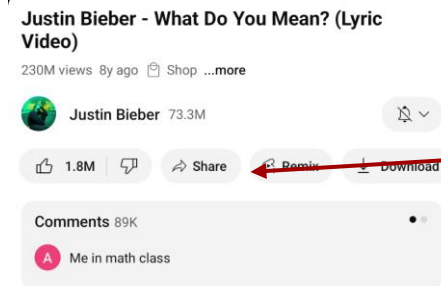 Justin Bieber - What Do You Mean? (Lyric
Video)
230M views 8y ago Shop ...more
Justin Bieber 73.3M
1.8M Share Remix Download
Comments 89K
A Me in math class